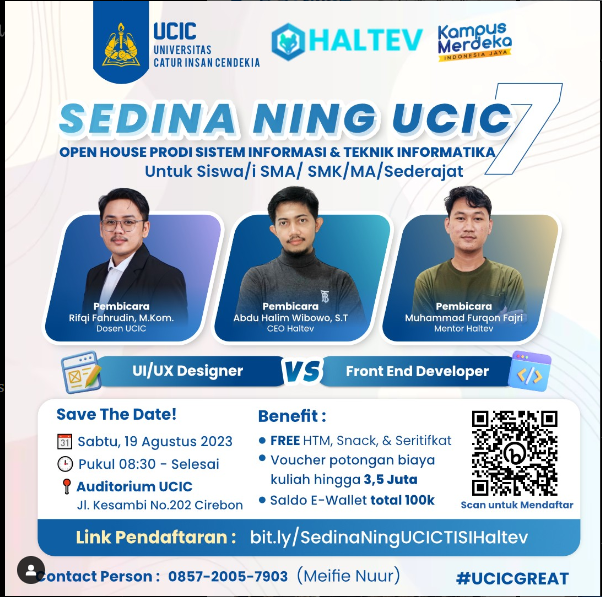 UCIC
UNIVERSITAS
CATUR INSAN CENDEKIA
HALTEV
Kampus
Merdeka
INDONESIA JAYA
SEDINA NING UCIC 7
OPEN HOUSE PRODI SISTEM INFORMASI & TEKNIK INFORMATIKA
Untuk Siswa/i SMA/ SMK/MA/Sederajat
Pembicara
Rifqi Fahrudin, M.Kom.
Dosen UCIC
Pembicara
Abdu Halim Wibowo, S.T
CEO Haltev
Pembicara
Muhammad Furqon Fajri
Mentor Haltev
UI/UX Designer VS Front End Developer
Save The Date!
Sabtu, 19 Agustus 2023
Pukul 08:30 - Selesai
Auditorium UCIC
Jl. Kesambi No.202 Cirebon
Benefit :
• FREE HTM, Snack, & Seritifkat
• Voucher potongan biaya
kuliah hingga 3,5 Juta
• Saldo E-Wallet total 100k
Scan untuk Mendaftar
Link Pendaftaran : bit.ly/SedinaNingUCICTISIHaltev
Contact Person : 0857-2005-7903 (Meifie Nuur)
#UCICGREAT